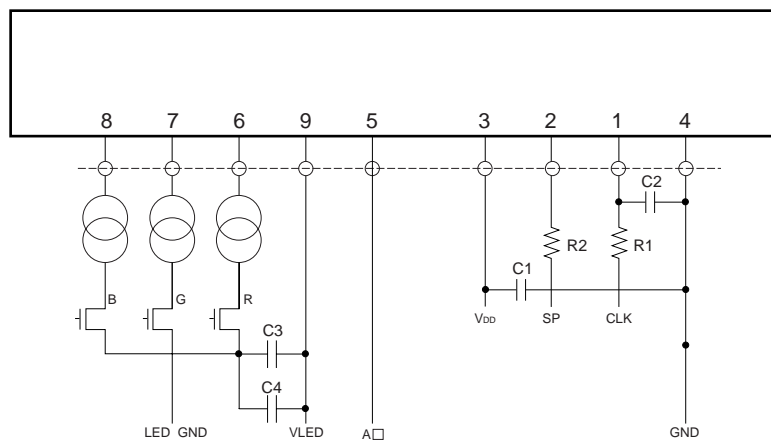 8 7 6 9 5 3 2 1 4
C2
R2 R1
C1
B G R
VDD SP CLK
C3
C4
LED GND VLED A□ GND